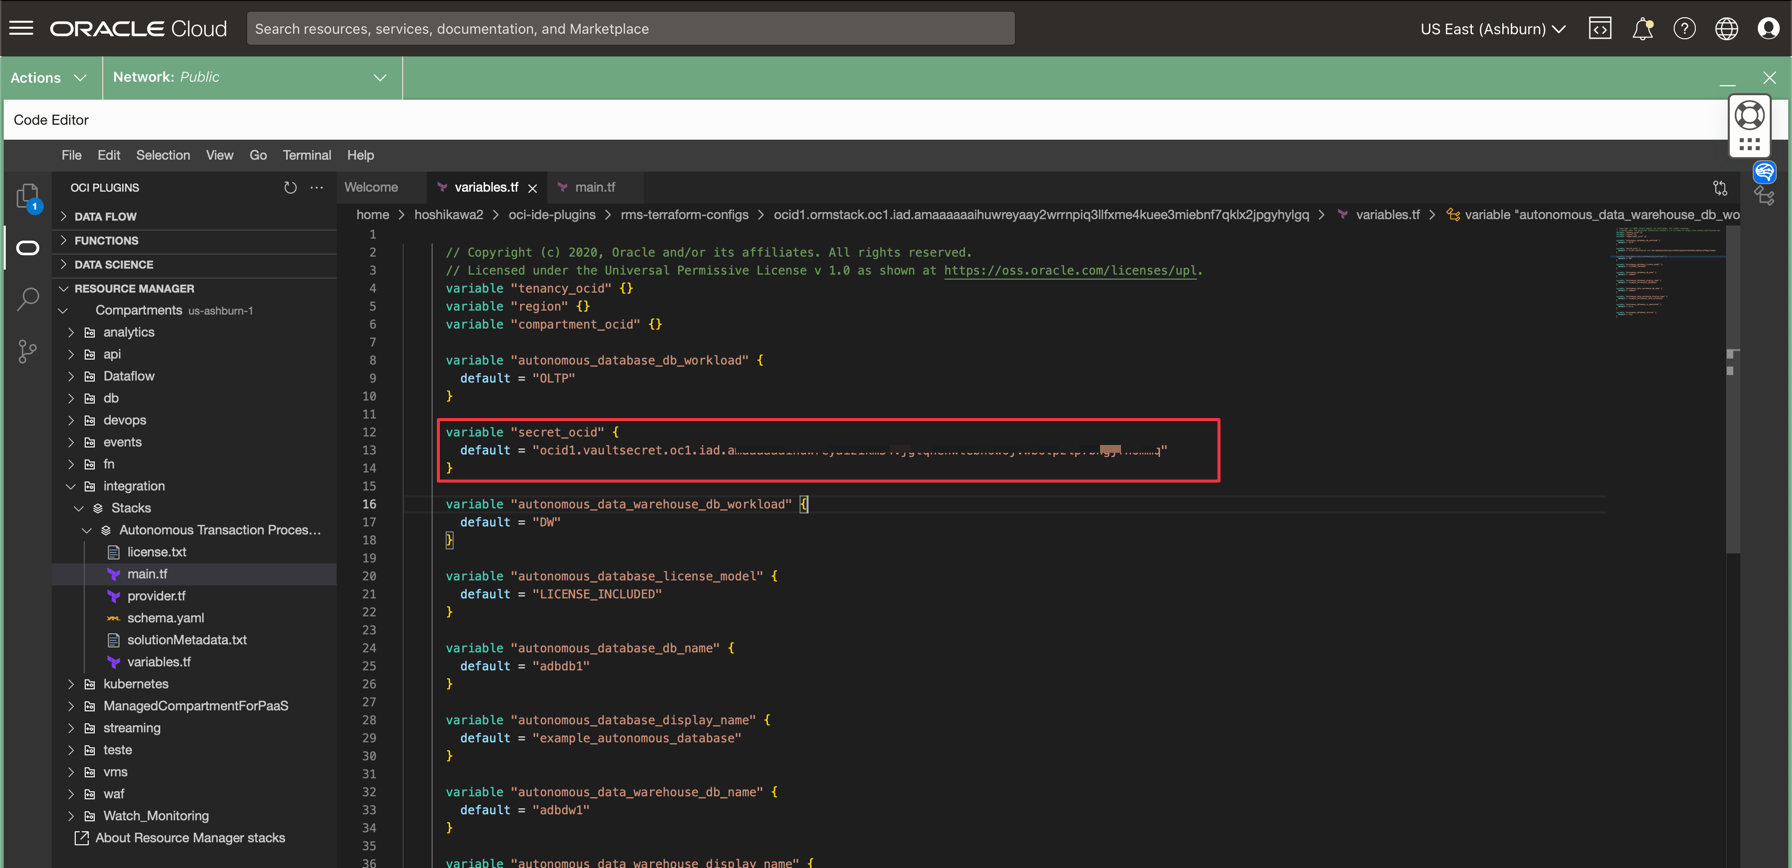 ORACLE Cloud
Search resources, services, documentation, and Marketplace
US East (Ashburn)
Actions
Network: Public
Code Editor
File Edit Selection View Go Terminal Help
OCI PLUGINS
1
DATA FLOW
FUNCTIONS
DATA SCIENCE
RESOURCE MANAGER
Compartments us-ashburn-1
analytics
api
Dataflow
db
devops
events
fn
integration
Stacks
Autonomous Transaction Proces...
license.txt
main.tf
provider.tf
schema.yaml
solutionMetadata.txt
variables.tf
kubernetes
ManagedCompartmentForPaaS
streaming
teste
vms
waf
Watch_Monitoring
About Resource Manager stacks
Welcome variables.tf main.tf
home > hoshikawa2 > oci-ide-plugins > rms-terraform-configs > ocid1.ormstack.oc1.iad.amaaaaaaihuwreyaay2wrrnpiq3llfxme4kuee3miebnf7qklx2jpgyhylgq > variables.tf > variable "autonomous_data_warehouse_db_wo
1
2 // Copyright (c) 2020, Oracle and/or its affiliates. All rights reserved.
3 // Licensed under the Universal Permissive License v 1.0 as shown at https://oss.oracle.com/licenses/upl.
4 variable "tenancy_ocid" {}
5 variable "region" {}
6 variable "compartment_ocid" {}
7
8 variable "autonomous_database_db_workload" {
9 default = "OLTP"
10 }
11
12 variable "secret_ocid" {
13 default = "ocid1.vaultsecret.oc1.iad.a
14 }
15
16 variable "autonomous_data_warehouse_db_workload" {
17 default = "DW"
18 }
19
20 variable "autonomous_database_license_model" {
21 default = "LICENSE_INCLUDED"
22 }
23
24 variable "autonomous_database_db_name" {
25 default = "adbdb1"
26 }
27
28 variable "autonomous_database_display_name" {
29 default = "example_autonomous_database"
30 }
31
32 variable "autonomous_data_warehouse_db_name" {
33 default = "adbdw1"
34 }
35
36 variable "autonomous_data_warehouse_display_name" {